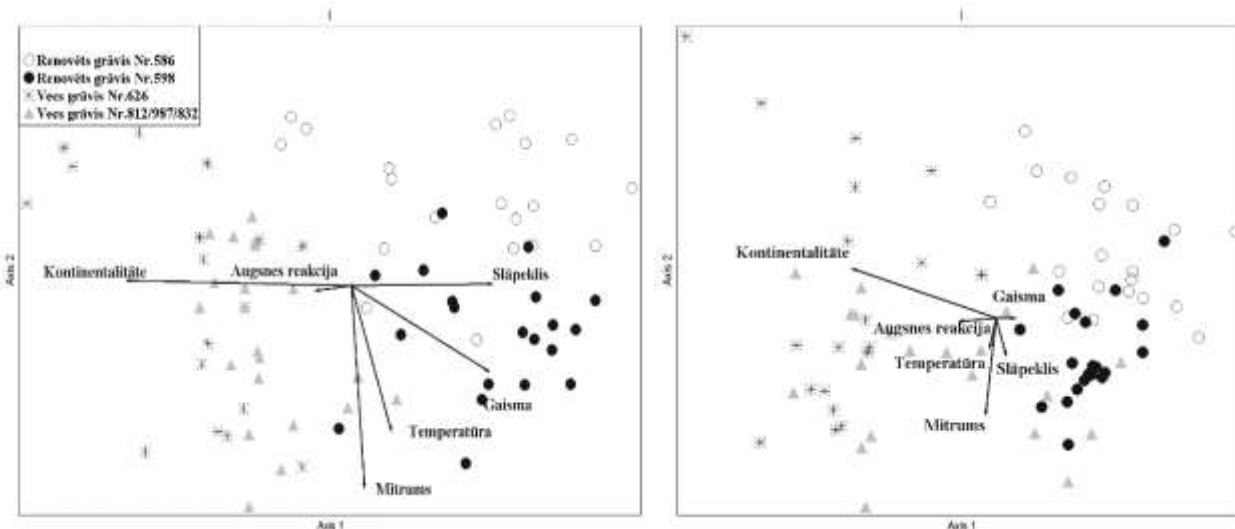 Renovēts grāvis Nr.586
Renovēts grāvis Nr.598
Vecs grāvis Nr.626
Vecs grāvis Nr.812/987/832
Kontinentalitāte
Augsnes reakcija
Slāpeklis
Gaisma
Temperatūra
Mitrums
Axis 2
Axis 1
Kontinentalitāte
Gaisma
Augsnes reakcija
Temperatūra
Slāpeklis
Mitrums
Axis 2
Axis 1